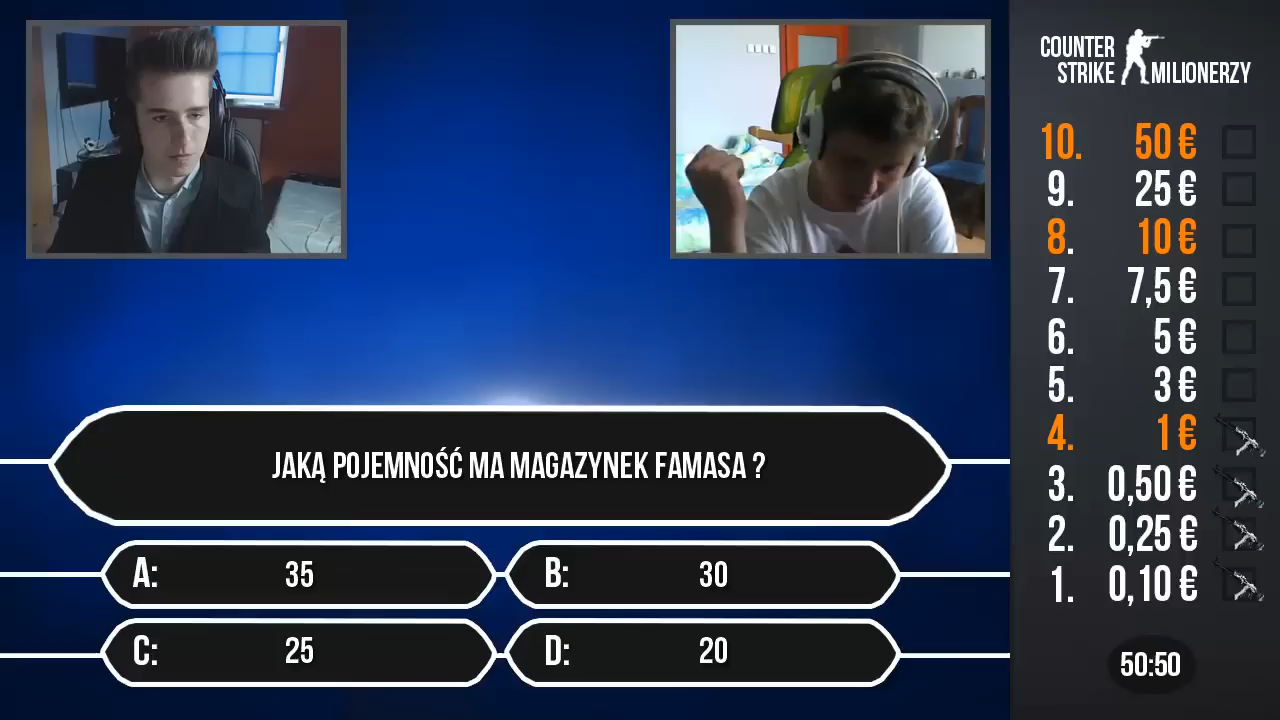 COUNTER
STRIKE MILIONERZY
10. 50 €
9. 25 €
8. 10 €
7. 7,5 €
6. 5 €
5. 3 €
4. 1 €
3. 0,50 €
2. 0,25 €
1. 0,10 €
50:50
JAKĄ POJEMNOŚĆ MA MAGAZYNEK FAMASA ?
A: 35
B: 30
C: 25
D: 20